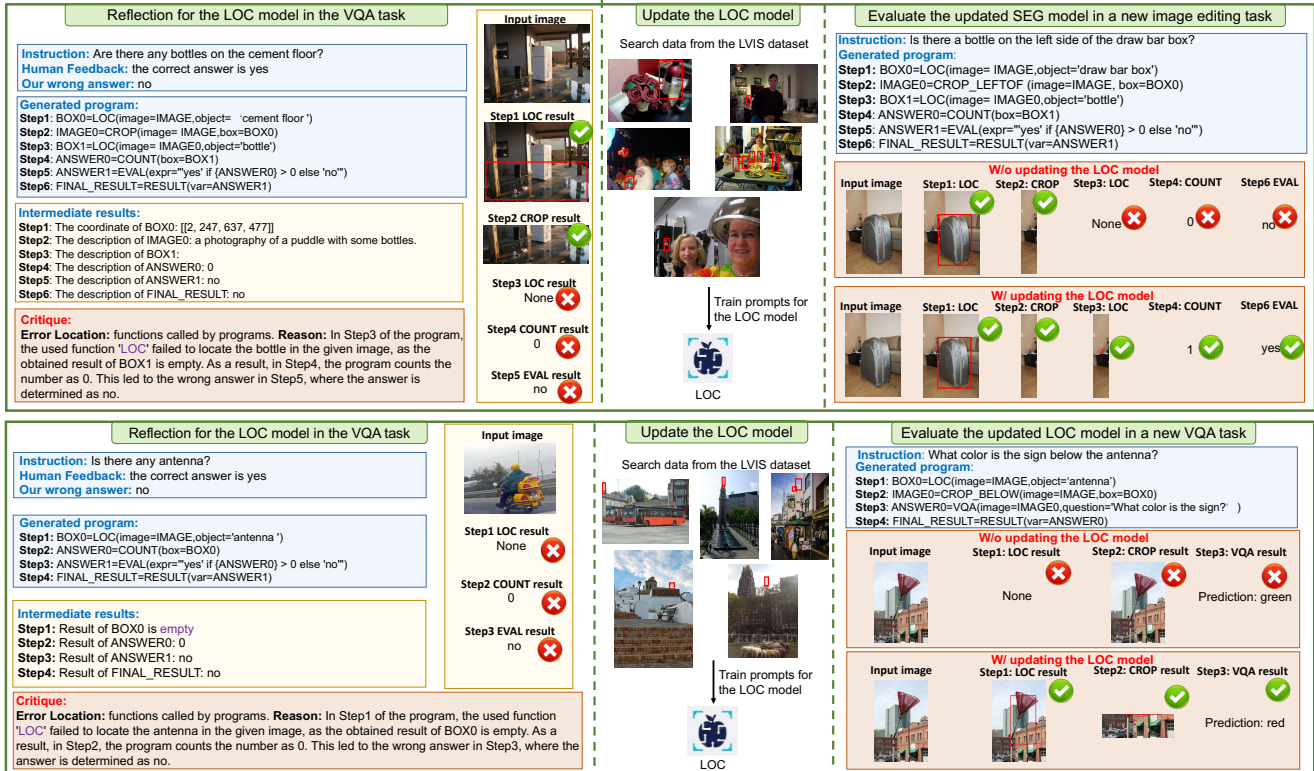 Reflection for the LOC model in the VQA task
Instruction: Are there any bottles on the cement floor?
Human Feedback: the correct answer is yes
Our wrong answer: no
Generated program:
Step1: BOX0=LOC(image=IMAGE,object= 'cement floor ')
Step2: IMAGE0=CROP(image= IMAGE,box=BOX0)
Step3: BOX1=LOC(image= IMAGE0,object='bottle')
Step4: ANSWER0=COUNT(box=BOX1)
Step5: ANSWER1=EVAL(expr="'yes' if {ANSWER0} > 0 else 'no'")
Step6: FINAL_RESULT=RESULT(var=ANSWER1)
Intermediate results:
Step1: The coordinate of BOX0: [[2, 247, 637, 477]]
Step2: The description of IMAGE0: a photography of a puddle with some bottles.
Step3: The description of BOX1:
Step4: The description of ANSWER0: 0
Step5: The description of ANSWER1: no
Step6: The description of FINAL_RESULT: no
Critique:
Error Location: functions called by programs. Reason: In Step3 of the program,
the used function 'LOC' failed to locate the bottle in the given image, as the
obtained result of BOX1 is empty. As a result, in Step4, the program counts the
number as 0. This led to the wrong answer in Step5, where the answer is
determined as no.
Input image
Step1 LOC result
Step2 CROP result
Step3 LOC result
None
Step4 COUNT result
0
Step5 EVAL result
no
Update the LOC model
Search data from the LVIS dataset
Train prompts for
the LOC model
LOC
Evaluate the updated SEG model in a new image editing task
Instruction: Is there a bottle on the left side of the draw bar box?
Generated program:
Step1: BOX0=LOC(image= IMAGE,object='draw bar box')
Step2: IMAGE0=CROP_LEFTOF (image=IMAGE, box=BOX0)
Step3: BOX1=LOC(image= IMAGE0,object='bottle')
Step4: ANSWER0=COUNT(box=BOX1)
Step5: ANSWER1=EVAL(expr="'yes' if {ANSWER0} > 0 else 'no'")
Step6: FINAL_RESULT=RESULT(var=ANSWER1)
W/o updating the LOC model
Input image Step1: LOC Step2: CROP Step3: LOC Step4: COUNT Step6 EVAL
None 0 no
W/ updating the LOC model
Input image Step1: LOC Step2: CROP Step3: LOC Step4: COUNT Step6 EVAL
1 yes
Reflection for the LOC model in the VQA task
Instruction: Is there any antenna?
Human Feedback: the correct answer is yes
Our wrong answer: no
Generated program:
Step1: BOX0=LOC(image=IMAGE,object='antenna ')
Step2: ANSWER0=COUNT(box=BOX0)
Step3: ANSWER1=EVAL(expr="'yes' if {ANSWER0} > 0 else 'no'")
Step4: FINAL_RESULT=RESULT(var=ANSWER1)
Intermediate results:
Step1: Result of BOX0 is empty
Step2: Result of ANSWER0: 0
Step3: Result of ANSWER1: no
Step4: Result of FINAL_RESULT: no
Critique:
Error Location: functions called by programs. Reason: In Step1 of the program, the used function
'LOC' failed to locate the antenna in the given image, as the obtained result of BOX0 is empty. As a
result, in Step2, the program counts the number as 0. This led to the wrong answer in Step3, where the
answer is determined as no.
Input image
Step1 LOC result
None
Step2 COUNT result
0
Step3 EVAL result
no
Update the LOC model
Search data from the LVIS dataset
Train prompts for
the LOC model
LOC
Evaluate the updated LOC model in a new VQA task
Instruction: What color is the sign below the antenna?
Generated program:
Step1: BOX0=LOC(image=IMAGE,object='antenna')
Step2: IMAGE0=CROP_BELOW(image=IMAGE,box=BOX0)
Step3: ANSWER0=VQA(image=IMAGE0,question='What color is the sign?' )
Step4: FINAL_RESULT=RESULT(var=ANSWER0)
W/o updating the LOC model
Input image Step1: LOC result Step2: CROP result Step3: VQA result
None Prediction: green
W/ updating the LOC model
Input image Step1: LOC result Step2: CROP result Step3: VQA result
Prediction: red